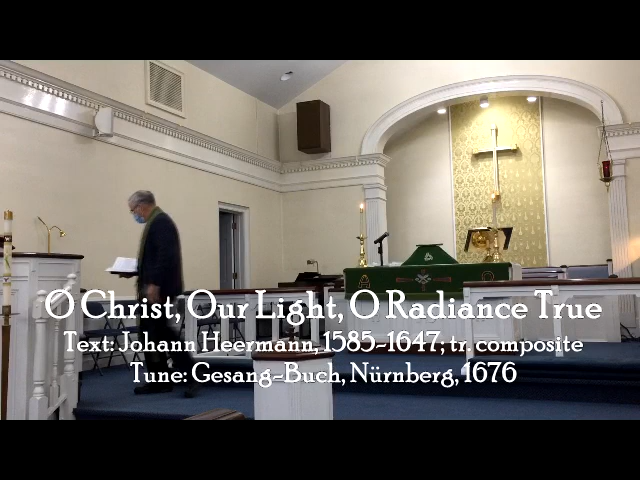 O Christ, Our Light, O Radiance True
Text: Johann Heermann, 1585-1647; tr. composite
Tune: Gesang-Buch, Nürnberg, 1676